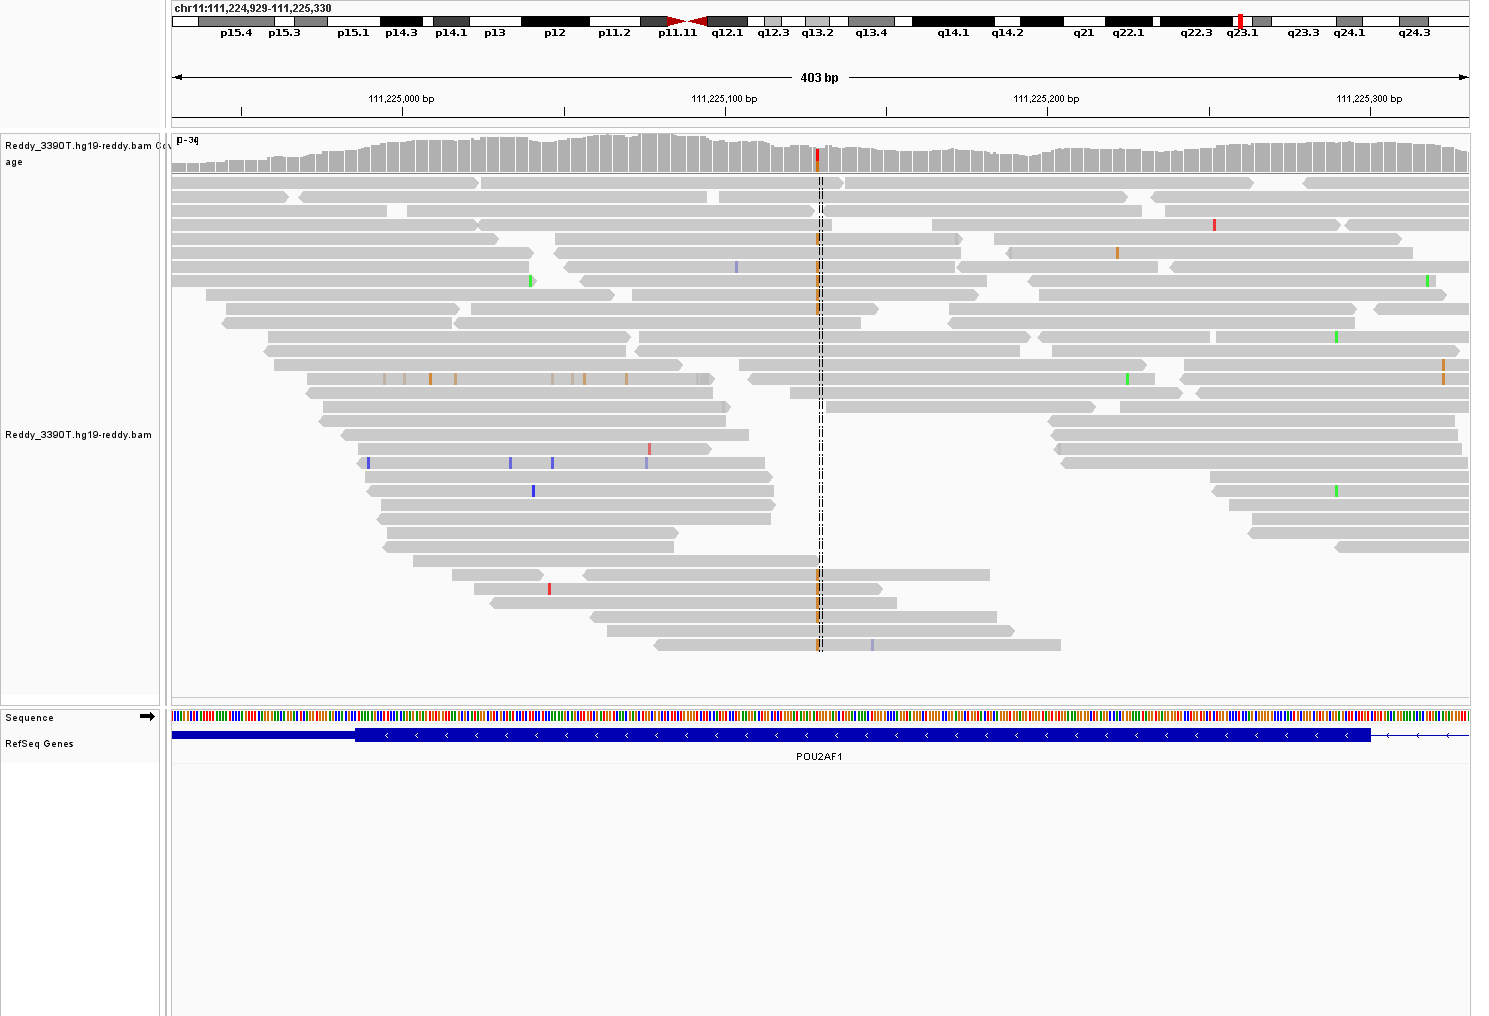 chr11:111,224,929-111,225,330
p15.4 p15.3 p15.1 p14.3 p14.1 p13 p12 p11.2 p11.11 q12.1 q12.3 q13.2 q13.4 q14.1 q14.2 q21 q22.1 q22.3 q23.1 q23.3 q24.1 q24.3
403 bp
111,225,000 bp 111,225,100 bp 111,225,200 bp 111,225,300 bp
Reddy_3390T.hg19-reddy.bam Cov
age
[0-34]
Reddy_3390T.hg19-reddy.bam
Sequence
RefSeq Genes
POU2AF1